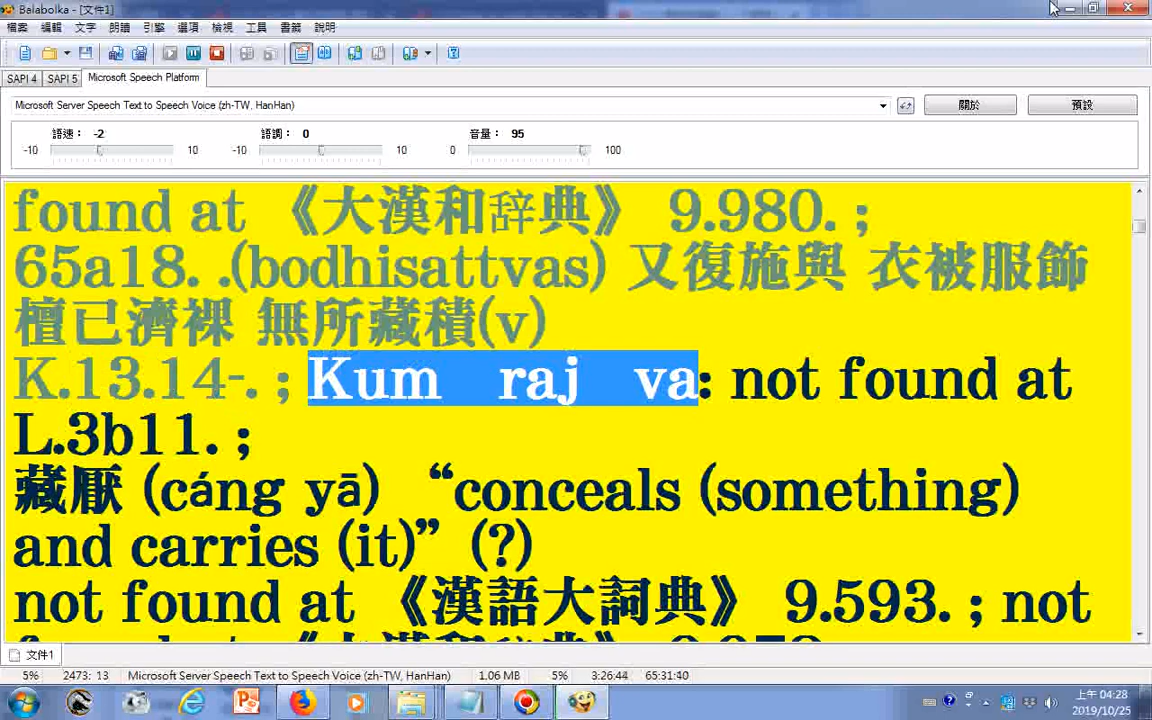 Balabolka - [文件1]
檔案 編輯 文字 朗讀 引擎 選項 檢視 工具 書籤 說明
SAPI 4 SAPI 5 Microsoft Speech Platform
Microsoft Server Speech Text to Speech Voice (zh-TW, HanHan) 關於 預設
語速： -2 語調： 0 音量： 95
-10 10 -10 10 0 100
found at 《大漢和辞典》 9.980. ;
65a18. .(bodhisattvas) 又復施與 衣被服飾
檀已濟裸 無所藏積(v)
K.13.14-. ; Kum raj va: not found at
L.3b11. ;
藏厭 (cáng yā) “conceals (something)
and carries (it)” (?)
not found at 《漢語大詞典》 9.593. ; not
文件1
5% 2473: 13 Microsoft Server Speech Text to Speech Voice (zh-TW, HanHan) 1.06 MB 5% 3:26:44 65:31:40
上午 04:28
2019/10/25